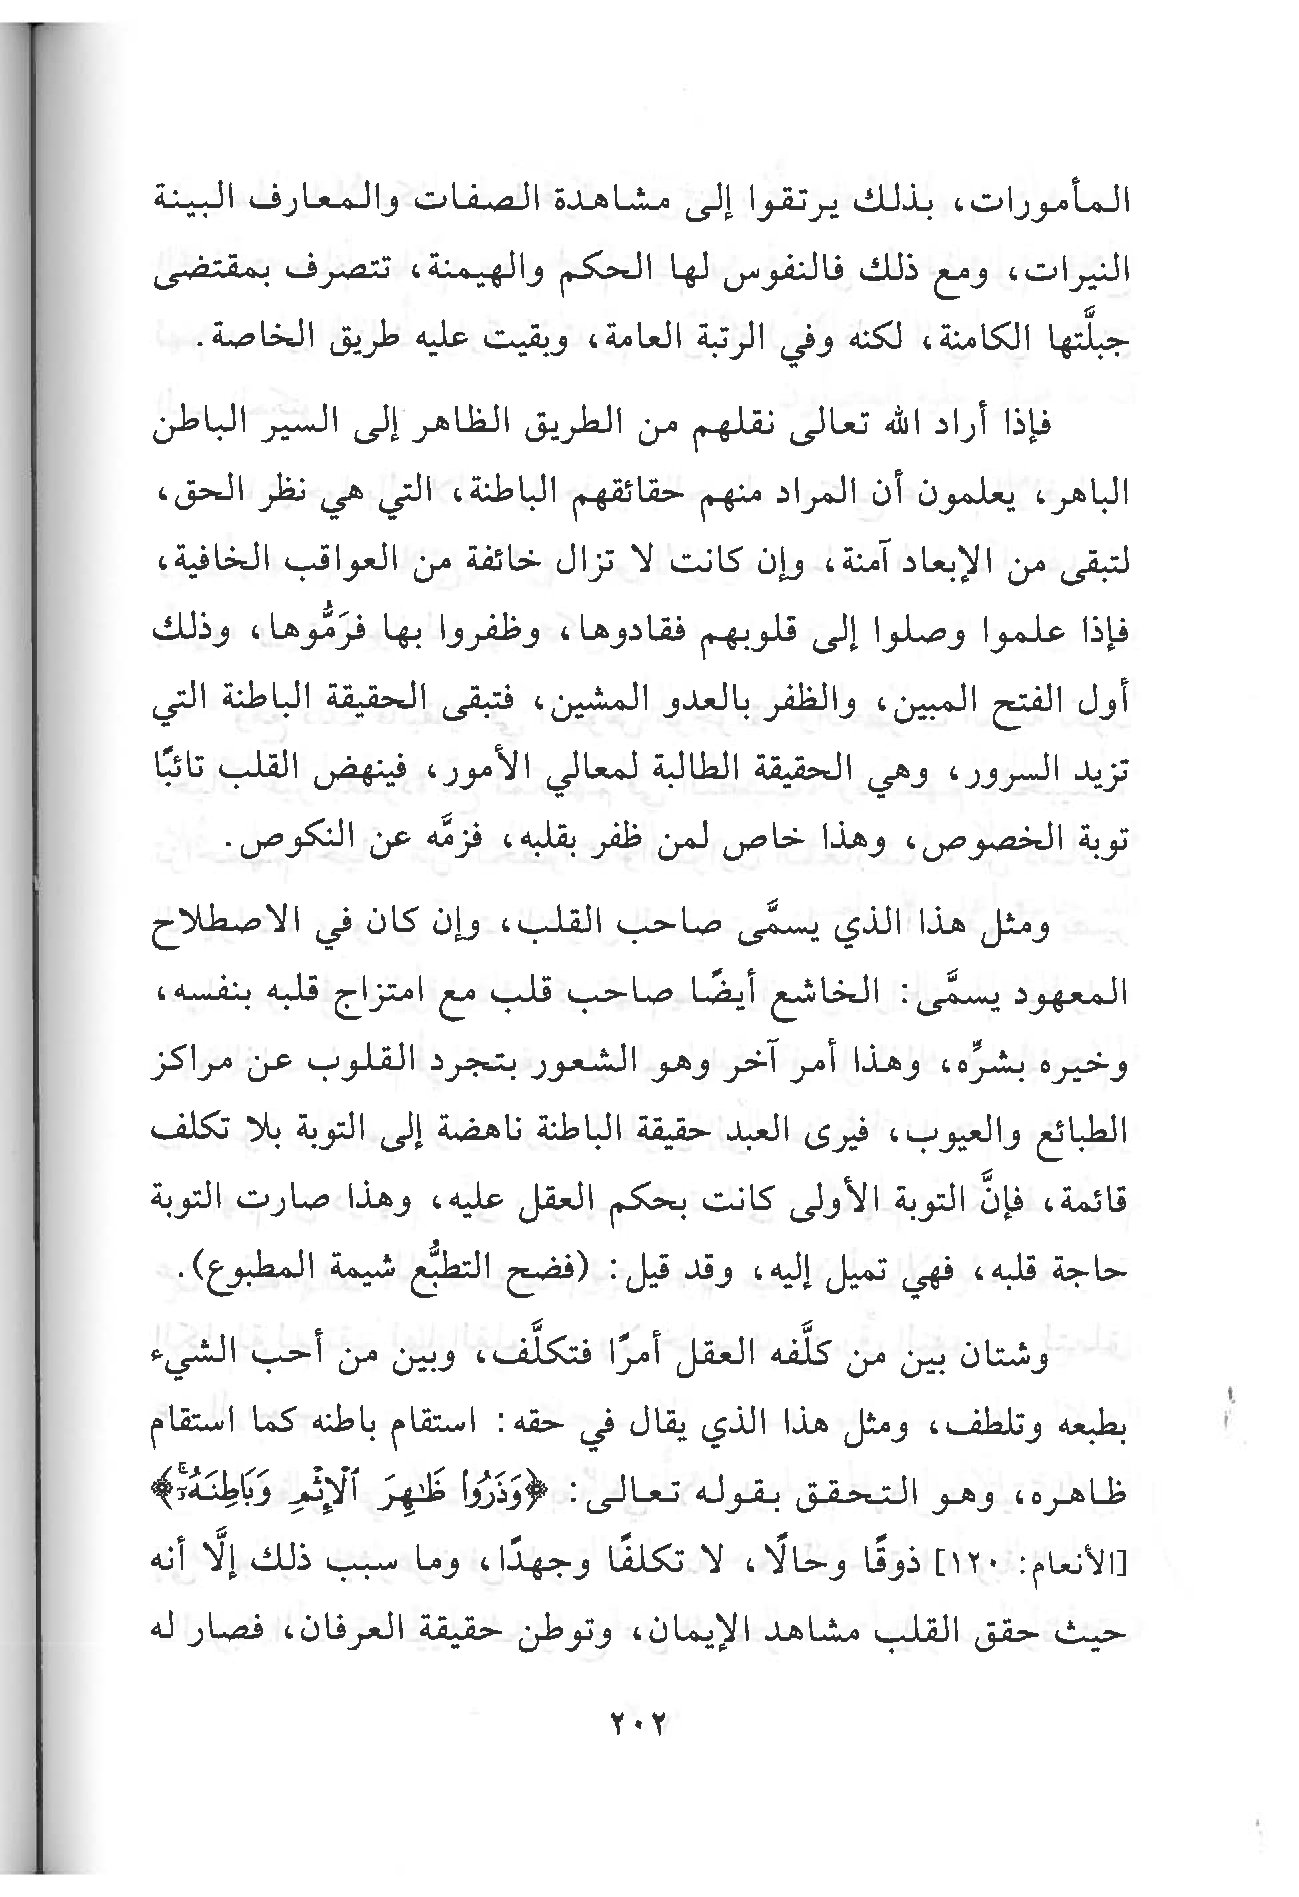 المأمورات، بذلك يرتقوا إلى مشاهدة الصفات والمعارف البينة
النيرات، ومع ذلك فالنفوس لها الحكم والهيمنة، تتصرف بمقتضى
جبلَّتها الكامنة، لكنه وفي الرتبة العامة، وبقيت عليه طريق الخاصة.
فإذا أراد الله تعالى نقلهم من الطريق الظاهر إلى السير الباطن
الباهر، يعلمون أن المراد منهم حقائقهم الباطنة، التي هي نظر الحق،
لتبقى من الإبعاد آمنة، وإن كانت لا تزال خائفة من العواقب الخافية،
فإذا علموا وصلوا إلى قلوبهم فقادوها، وظفروا بها فرَمُّوها، وذلك
أول الفتح المبين، والظفر بالعدو المشين، فتبقى الحقيقة الباطنة التي
تزيد السرور، وهي الحقيقة الطالبة لمعالي الأمور، فينهض القلب تائبًا
توبة الخصوص، وهذا خاص لمن ظفر بقلبه، فزمَّه عن النكوص.
ومثل هذا الذي يسمَّى صاحب القلب، وإن كان في الاصطلاح
المعهود يسمَّى: الخاشع أيضًا صاحب قلب مع امتزاج قلبه بنفسه،
وخيره بشرِّه، وهذا أمر آخر وهو الشعور بتجرد القلوب عن مراكز
الطبائع والعيوب، فيرى العبد حقيقة الباطنة ناهضة إلى التوبة بلا تكلف
قائمة، فإنَّ التوبة الأولى كانت بحكم العقل عليه، وهذا صارت التوبة
حاجة قلبه، فهي تميل إليه، وقد قيل: (فضح التطبُّع شيمة المطبوع).
وشتان بين من كلَّفه العقل أمرًا فتكلَّف، وبين من أحب الشيء
بطبعه وتلطف، ومثل هذا الذي يقال في حقه: استقام باطنه كما استقام
ظاهره، وهو التحقق بقوله تعالى: ﴿وَذَرُواْ ظَٰهِرَ ٱلْإِثْمِ وَبَاطِنَهُۥٓۚ﴾
[الأنعام: ١٢٠] ذوقًا وحالًا، لا تكلفًا وجهدًا، وما سبب ذلك إلَّا أنه
حيث حقق القلب مشاهد الإيمان، وتوطن حقيقة العرفان، فصار له
٢٠٢